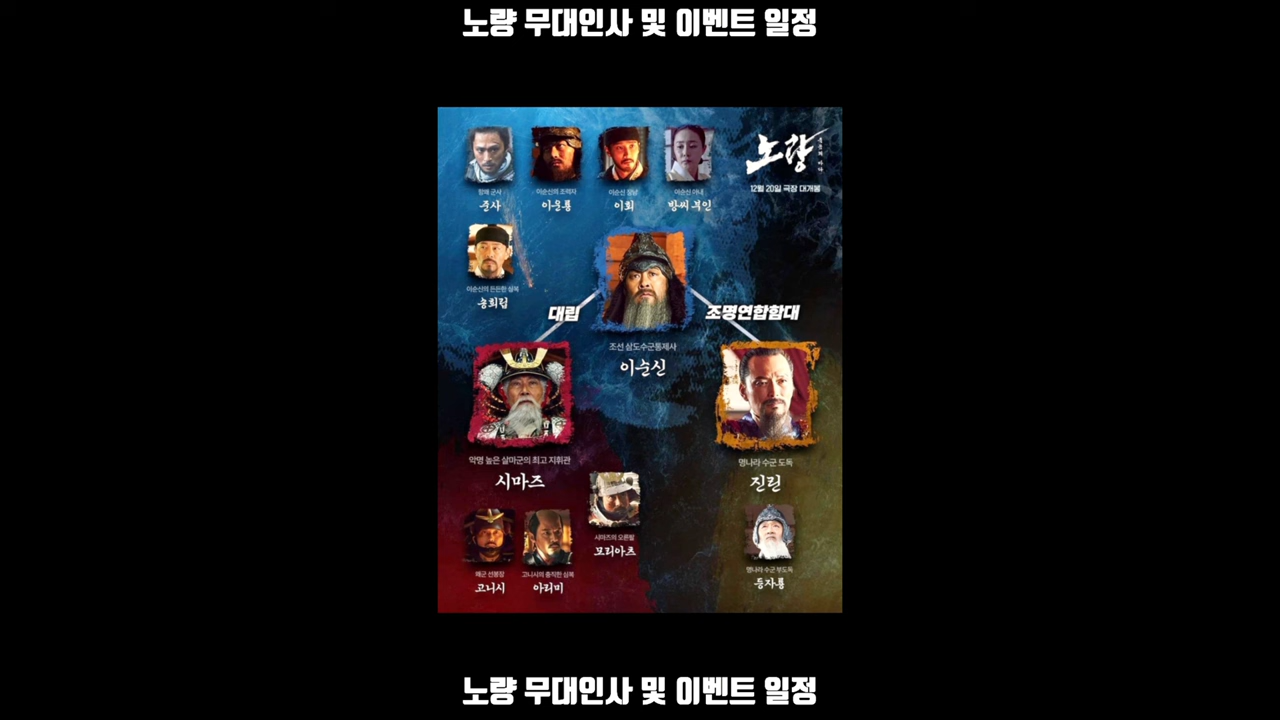 노량 무대인사 및 이벤트 일정
노량
죽음의 바다
12월 20일 극장 대개봉
항왜 군사
준사
이순신의 조력자
이운룡
이순신 장남
이회
이순신 아내
방씨 부인
이순신의 든든한 심복
송희립
대립
조명연합함대
조선 삼도수군통제사
이순신
악명 높은 살마군의 최고 지휘관
시마즈
명나라 수군 도독
진린
시마즈의 오른팔
모리아츠
왜군 선봉장
고니시
고니시의 충직한 심복
아리마
명나라 수군 부도독
등자룡
노량 무대인사 및 이벤트 일정